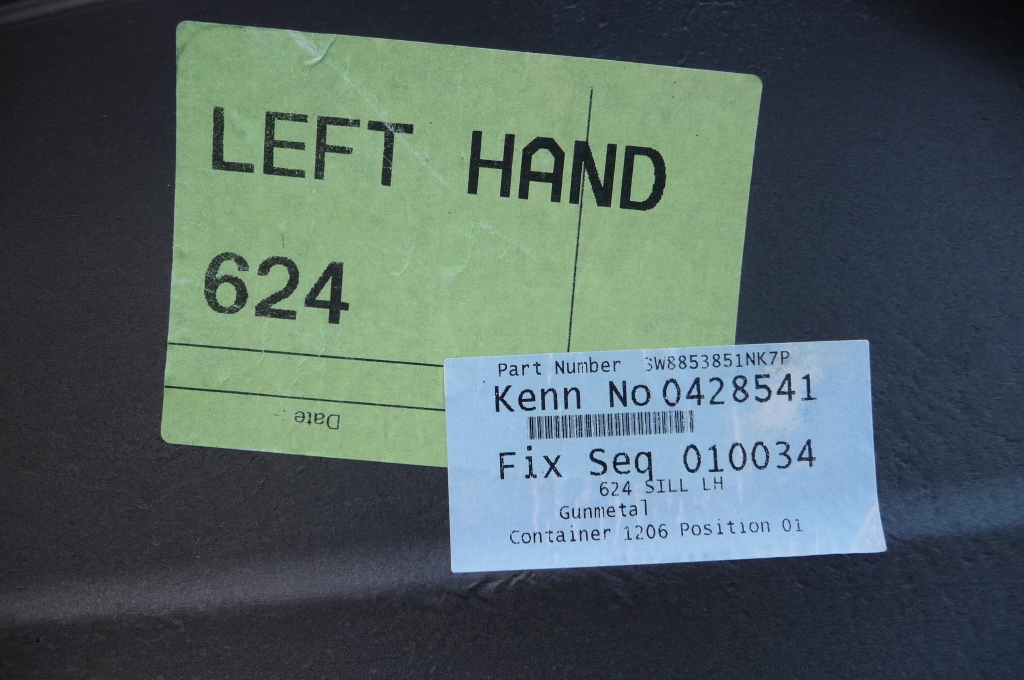 LEFT HAND
624
Date
Part Number 3W8853851NK7P
Kenn No 0428541
Fix Seq 010034
624 SILL LH
Gunmetal
Container 1206 Position 01